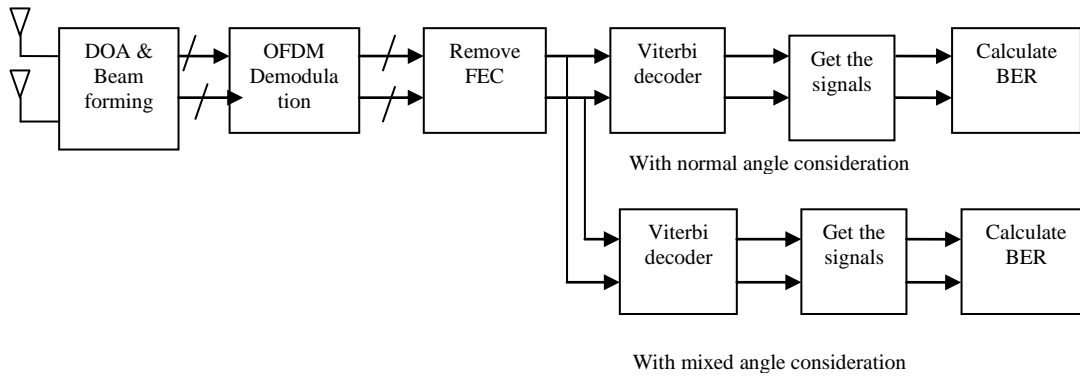 DOA &
Beam
forming
OFDM
Demodula
tion
Remove
FEC
Viterbi
decoder
Get the
signals
Calculate
BER
With normal angle consideration
Viterbi
decoder
Get the
signals
Calculate
BER
With mixed angle consideration